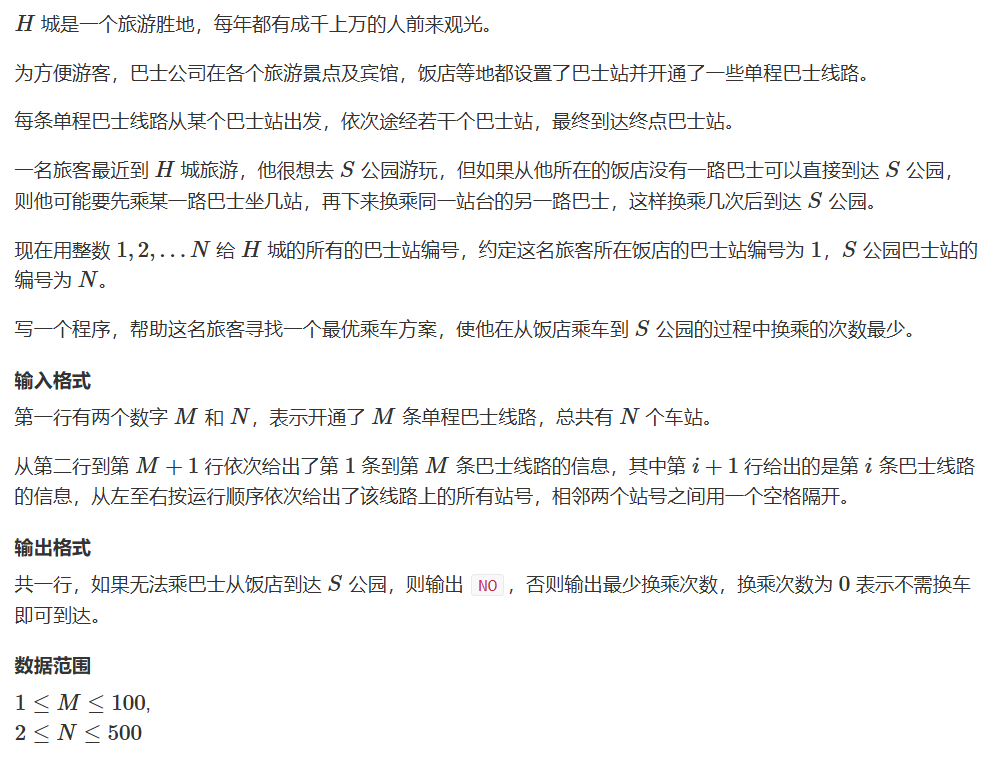 H 城是一个旅游胜地，每年都有成千上万的人前来观光。
为方便游客，巴士公司在各个旅游景点及宾馆，饭店等地都设置了巴士站并开通了一些单程巴士线路。
每条单程巴士线路从某个巴士站出发，依次途经若干个巴士站，最终到达终点巴士站。
一名旅客最近到 H 城旅游，他很想去 S 公园游玩，但如果从他所在的饭店没有一路巴士可以直接到达 S 公园，
则他可能要先乘某一路巴士坐几站，再下来换乘同一站台的另一路巴士，这样换乘几次后到达 S 公园。
现在用整数 1, 2, … N 给 H 城的所有的巴士站编号，约定这名旅客所在饭店的巴士站编号为 1，S 公园巴士站的
编号为 N。
写一个程序，帮助这名旅客寻找一个最优乘车方案，使他在从饭店乘车到 S 公园的过程中换乘的次数最少。
输入格式
第一行有两个数字 M 和 N，表示开通了 M 条单程巴士线路，总共有 N 个车站。
从第二行到第 M + 1 行依次给出了第 1 条到第 M 条巴士线路的信息，其中第 i + 1 行给出的是第 i 条巴士线路
的信息，从左至右按运行顺序依次给出了该线路上的所有站号，相邻两个站号之间用一个空格隔开。
输出格式
共一行，如果无法乘巴士从饭店到达 S 公园，则输出 NO，否则输出最少换乘次数，换乘次数为 0 表示不需换车
即可到达。
数据范围
1 ≤ M ≤ 100,
2 ≤ N ≤ 500